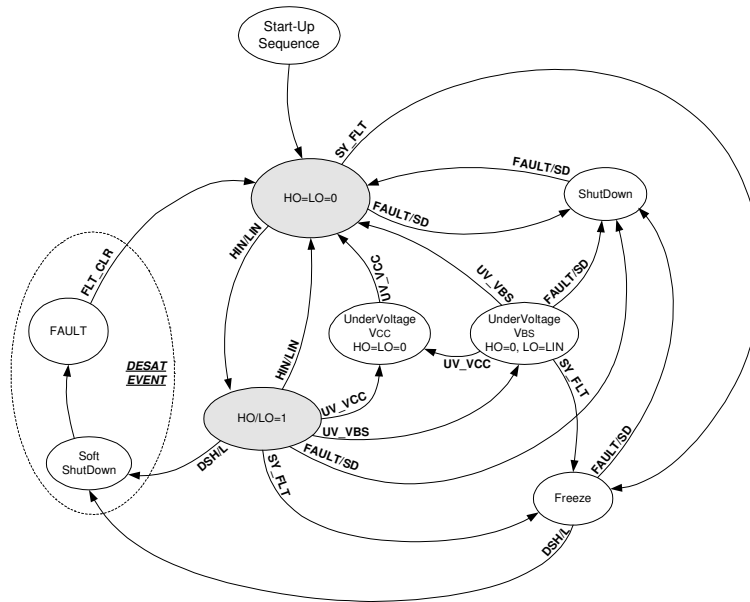 Start-Up
Sequence
SY_FLT
FAULT/SD
ShutDown
HO=LO=0
FAULT/SD
HIN/LIN
UV_VCC
UV_VBS
FAULT/SD
FLT_CLR
FAULT
UnderVoltage
VCC
HO=LO=0
UnderVoltage
VBS
HO=0, LO=LIN
DESAT
EVENT
HIN/LIN
UV_VCC
SY_FLT
HO/LO=1
UV_VCC
UV_VBS
Soft
ShutDown
DSH/L
SY_FLT
FAULT/SD
FAULT/SD
Freeze
DSH/L